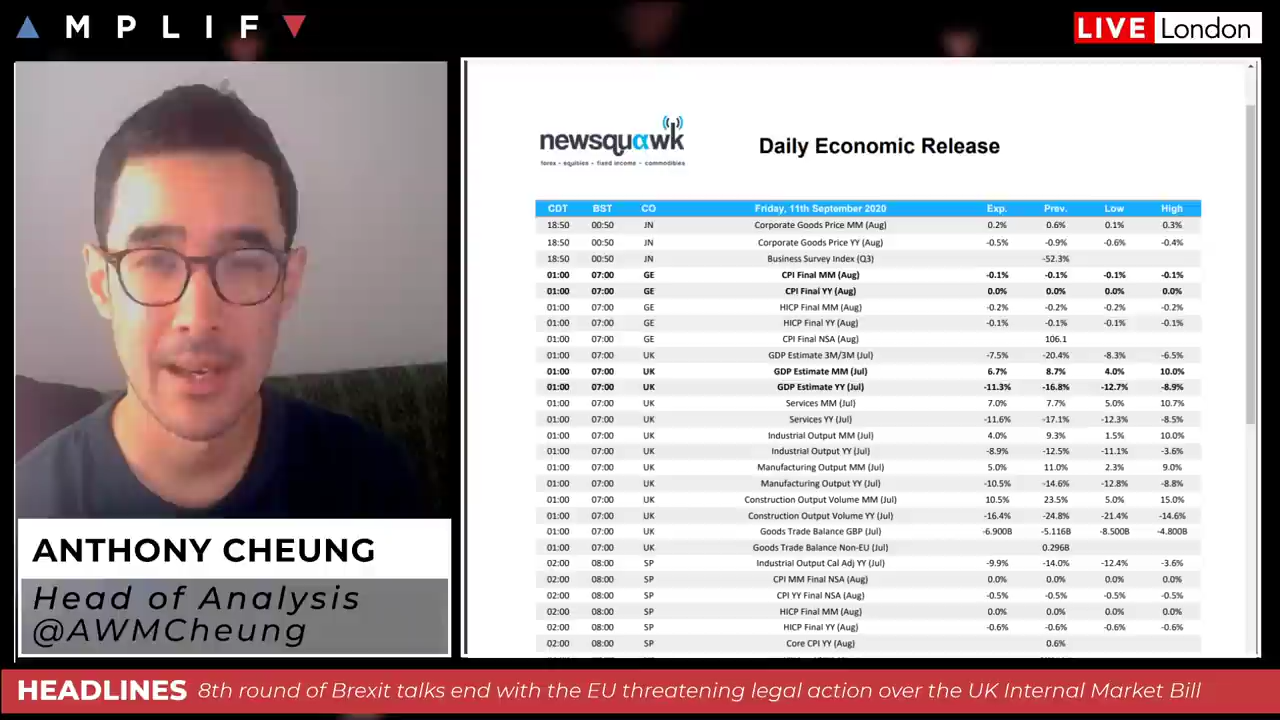 AMPLIFY
LIVE London
newsquawk
forex - equities - fixed income - commodities
Daily Economic Release
CDT BST CO Friday, 11th September 2020 Exp. Prev. Low High
18:50 00:50 JN Corporate Goods Price MM (Aug) 0.2% 0.6% 0.1% 0.3%
18:50 00:50 JN Corporate Goods Price YY (Aug) -0.5% -0.9% -0.6% -0.4%
18:50 00:50 JN Business Survey Index (Q3) -52.3%
01:00 07:00 GE CPI Final MM (Aug) -0.1% -0.1% -0.1% -0.1%
01:00 07:00 GE CPI Final YY (Aug) 0.0% 0.0% 0.0% 0.0%
01:00 07:00 GE HICP Final MM (Aug) -0.2% -0.2% -0.2% -0.2%
01:00 07:00 GE HICP Final YY (Aug) -0.1% -0.1% -0.1% -0.1%
01:00 07:00 GE CPI Final NSA (Aug) 106.1
01:00 07:00 UK GDP Estimate 3M/3M (Jul) -7.5% -20.4% -8.3% -6.5%
01:00 07:00 UK GDP Estimate MM (Jul) 6.7% 8.7% 4.0% 10.0%
01:00 07:00 UK GDP Estimate YY (Jul) -11.3% -16.8% -12.7% -8.9%
01:00 07:00 UK Services MM (Jul) 7.0% 7.7% 5.0% 10.7%
01:00 07:00 UK Services YY (Jul) -11.6% -17.1% -12.3% -8.5%
01:00 07:00 UK Industrial Output MM (Jul) 4.0% 9.3% 1.5% 10.0%
01:00 07:00 UK Industrial Output YY (Jul) -8.9% -12.5% -11.1% -3.6%
01:00 07:00 UK Manufacturing Output MM (Jul) 5.0% 11.0% 2.3% 9.0%
01:00 07:00 UK Manufacturing Output YY (Jul) -10.5% -14.6% -12.8% -8.8%
01:00 07:00 UK Construction Output Volume MM (Jul) 10.5% 23.5% 5.0% 15.0%
01:00 07:00 UK Construction Output Volume YY (Jul) -16.4% -24.8% -21.4% -14.6%
01:00 07:00 UK Goods Trade Balance GBP (Jul) -6.900B -5.116B -8.500B -4.800B
01:00 07:00 UK Goods Trade Balance Non-EU (Jul) 0.296B
02:00 08:00 SP Industrial Output Cal Adj YY (Jul) -9.9% -14.0% -12.4% -3.6%
02:00 08:00 SP CPI MM Final NSA (Aug) 0.0% 0.0% 0.0% 0.0%
02:00 08:00 SP CPI YY Final NSA (Aug) -0.5% -0.5% -0.5% -0.5%
02:00 08:00 SP HICP Final MM (Aug) 0.0% 0.0% 0.0% 0.0%
02:00 08:00 SP HICP Final YY (Aug) -0.6% -0.6% -0.6% -0.6%
02:00 08:00 SP Core CPI YY (Aug) 0.6%
ANTHONY CHEUNG
Head of Analysis
@AWMCheung
HEADLINES 8th round of Brexit talks end with the EU threatening legal action over the UK Internal Market Bill